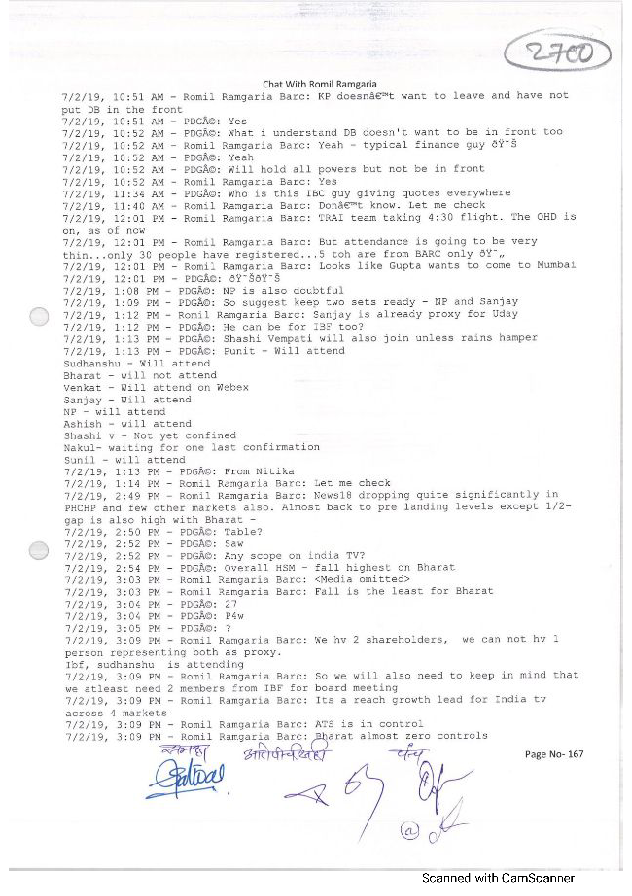 2700
Chat With Romil Ramgaria
7/2/19, 10:51 AM - Romil Ramgaria Barc: KP doesnâ€™t want to leave and have not
put DB in the front
7/2/19, 10:51 AM - PDGÃ©: Yes
7/2/19, 10:52 AM - PDGÃ©: What i understand DB doesn't want to be in front too
7/2/19, 10:52 AM - Romil Ramgaria Barc: Yeah - typical finance guy ðŸ˜Š
7/2/19, 10:52 AM - PDGÃ©: Yeah
7/2/19, 10:52 AM - PDGÃ©: Will hold all powers but not be in front
7/2/19, 10:52 AM - Romil Ramgaria Barc: Yes
7/2/19, 11:34 AM - PDGÃ©: Who is this IBC guy giving quotes everywhere
7/2/19, 11:40 AM - Romil Ramgaria Barc: Donâ€™t know. Let me check
7/2/19, 12:01 PM - Romil Ramgaria Barc: TRAI team taking 4:30 flight. The OHD is
on, as of now
7/2/19, 12:01 PM - Romil Ramgaria Barc: But attendance is going to be very
thin...only 30 people have registered...5 toh are from BARC only ðŸ˜„
7/2/19, 12:01 PM - Romil Ramgaria Barc: Looks like Gupta wants to come to Mumbai
7/2/19, 12:01 PM - PDGÃ©: ðŸ˜ŠðŸ˜Š
7/2/19, 1:08 PM - PDGÃ©: NP is also doubtful
7/2/19, 1:09 PM - PDGÃ©: So suggest keep two sets ready - NP and Sanjay
7/2/19, 1:12 PM - Romil Ramgaria Barc: Sanjay is already proxy for Uday
7/2/19, 1:12 PM - PDGÃ©: He can be for IBF too?
7/2/19, 1:13 PM - PDGÃ©: Shashi Vempati will also join unless rains hamper
7/2/19, 1:13 PM - PDGÃ©: Punit - Will attend
Sudhanshu - Will attend
Bharat - will not attend
Venkat - Will attend on Webex
Sanjay - Will attend
NP - will attend
Ashish - will attend
Shashi v - Not yet confined
Nakul- waiting for one last confirmation
Sunil - will attend
7/2/19, 1:13 PM - PDGÃ©: From Nitika
7/2/19, 1:14 PM - Romil Ramgaria Barc: Let me check
7/2/19, 2:49 PM - Romil Ramgaria Barc: News18 dropping quite significantly in
PHCHP and few other markets also. Almost back to pre landing levels except 1/2-
gap is also high with Bharat -
7/2/19, 2:50 PM - PDGÃ©: Table?
7/2/19, 2:52 PM - PDGÃ©: Saw
7/2/19, 2:52 PM - PDGÃ©: Any scope on india TV?
7/2/19, 2:54 PM - PDGÃ©: Overall HSM - fall highest on Bharat
7/2/19, 3:03 PM - Romil Ramgaria Barc: <Media omitted>
7/2/19, 3:03 PM - Romil Ramgaria Barc: Fall is the least for Bharat
7/2/19, 3:04 PM - PDGÃ©: 27
7/2/19, 3:04 PM - PDGÃ©: P4w
7/2/19, 3:05 PM - PDGÃ©: ?
7/2/19, 3:09 PM - Romil Ramgaria Barc: We hv 2 shareholders, we can not hv 1
person representing both as proxy.
Ibf, sudhanshu is attending
7/2/19, 3:09 PM - Romil Ramgaria Barc: So we will also need to keep in mind that
we atleast need 2 members from IBF for board meeting
7/2/19, 3:09 PM - Romil Ramgaria Barc: Its a reach growth lead for India tv
across 4 markets
7/2/19, 3:09 PM - Romil Ramgaria Barc: ATS is in control
7/2/19, 3:09 PM - Romil Ramgaria Barc: Bharat almost zero controls
पंच
Page No- 167
Scanned with CamScanner